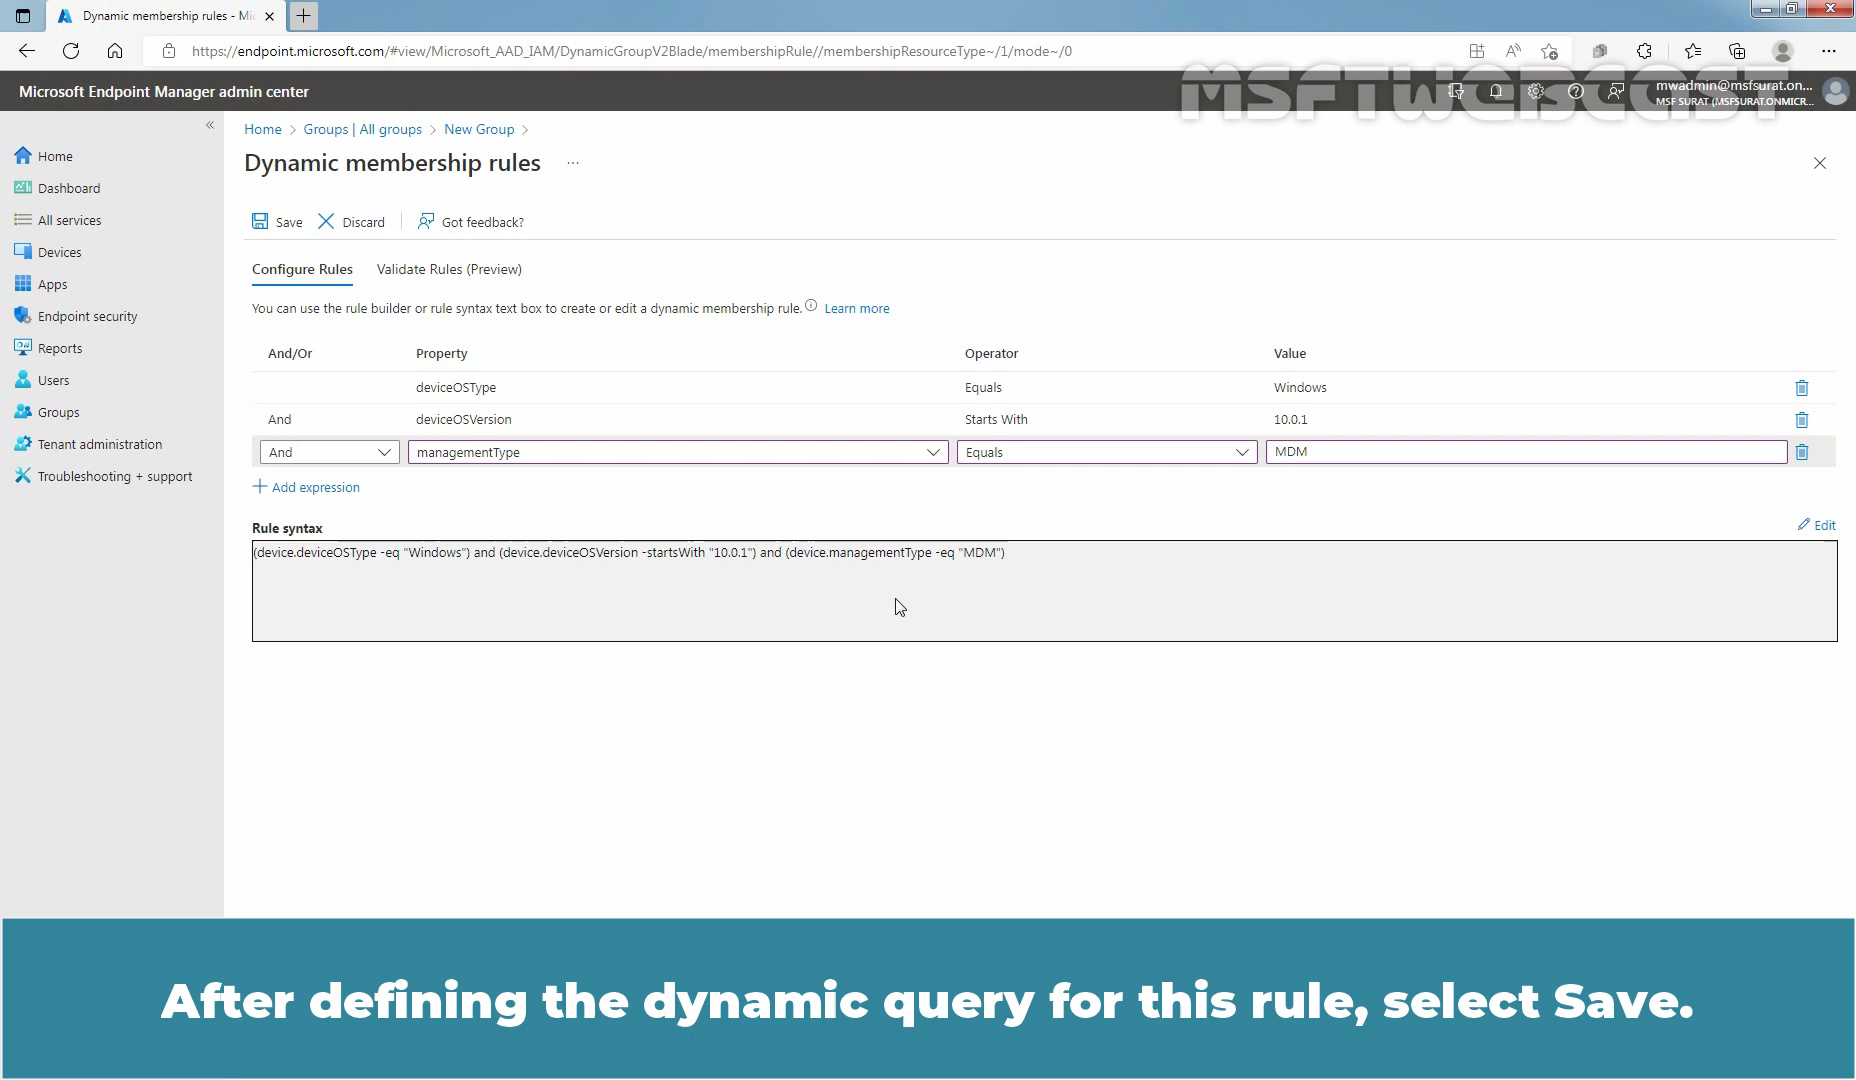 Dynamic membership rules - Mi
https://endpoint.microsoft.com/#view/Microsoft_AAD_IAM/DynamicGroupV2Blade/membershipRule//membershipResourceType~/1/mode~/0
Microsoft Endpoint Manager admin center
MSFTWEBCAST
mwadmin@msfsurat.on...
MSF SURAT (MSFSURAT.ONMICR...
Home > Groups | All groups > New Group >
Dynamic membership rules ...
Home
Dashboard
All services
Devices
Apps
Endpoint security
Reports
Users
Groups
Tenant administration
Troubleshooting + support
Save Discard Got feedback?
Configure Rules Validate Rules (Preview)
You can use the rule builder or rule syntax text box to create or edit a dynamic membership rule. Learn more
And/Or Property Operator Value
deviceOSType Equals Windows
And deviceOSVersion Starts With 10.0.1
And managementType Equals MDM
+ Add expression
Rule syntax
Edit
(device.deviceOSType -eq "Windows") and (device.deviceOSVersion -startsWith "10.0.1") and (device.managementType -eq "MDM")
After defining the dynamic query for this rule, select Save.